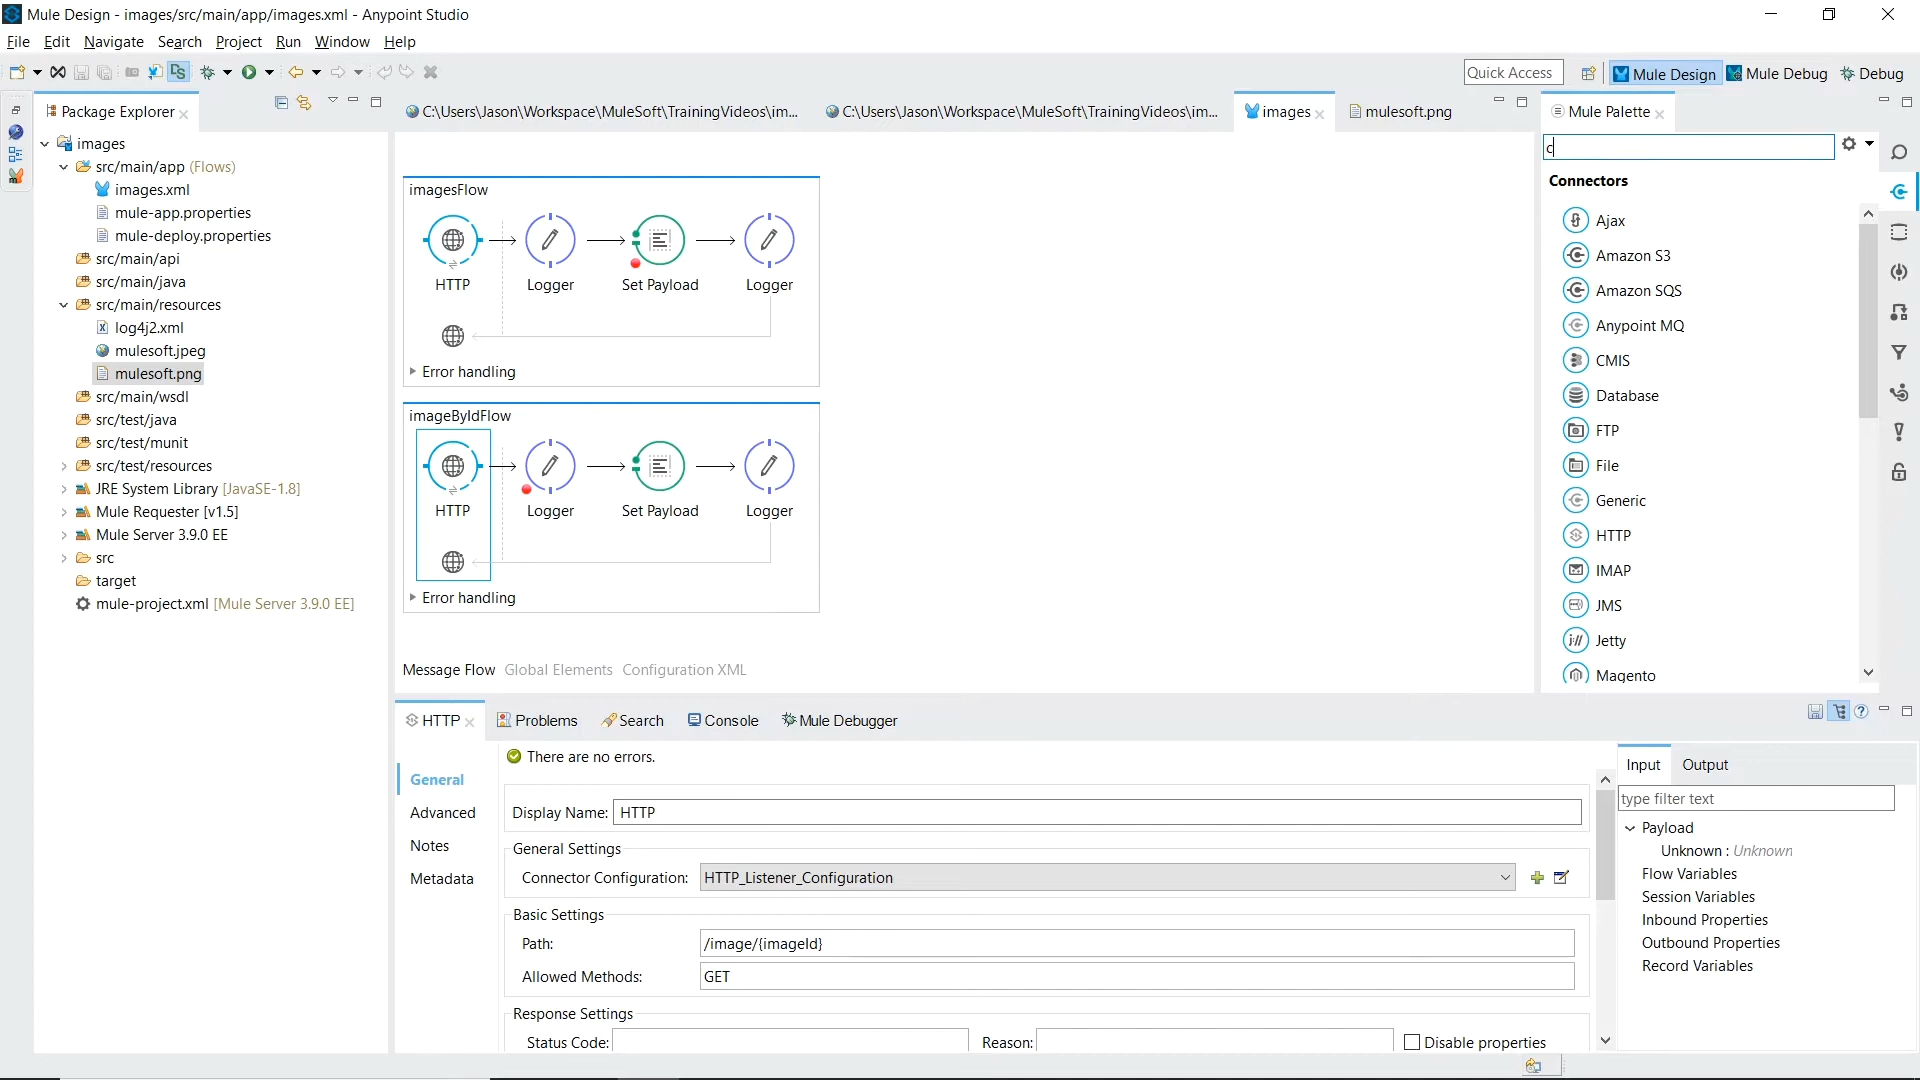 Mule Design - images/src/main/app/images.xml - Anypoint Studio
File Edit Navigate Search Project Run Window Help
Quick Access
Mule Design
Mule Debug
Debug
Package Explorer
images
src/main/app (Flows)
images.xml
mule-app.properties
mule-deploy.properties
src/main/api
src/main/java
src/main/resources
log4j2.xml
mulesoft.jpeg
mulesoft.png
src/main/wsdl
src/test/java
src/test/munit
src/test/resources
JRE System Library [JavaSE-1.8]
Mule Requester [v1.5]
Mule Server 3.9.0 EE
src
target
mule-project.xml [Mule Server 3.9.0 EE]
C:\Users\Jason\Workspace\MuleSoft\TrainingVideos\im...
C:\Users\Jason\Workspace\MuleSoft\TrainingVideos\im...
images
mulesoft.png
imagesFlow
HTTP
Logger
Set Payload
Logger
Error handling
imageByIdFlow
HTTP
Logger
Set Payload
Logger
Error handling
Message Flow Global Elements Configuration XML
Mule Palette
c
Connectors
Ajax
Amazon S3
Amazon SQS
Anypoint MQ
CMIS
Database
FTP
File
Generic
HTTP
IMAP
JMS
Jetty
Magento
HTTP
Problems
Search
Console
Mule Debugger
There are no errors.
General
Advanced
Notes
Metadata
Display Name: HTTP
General Settings
Connector Configuration: HTTP_Listener_Configuration
Basic Settings
Path: /image/{imageId}
Allowed Methods: GET
Response Settings
Status Code:
Reason:
Disable properties
Input
Output
type filter text
Payload
Unknown : Unknown
Flow Variables
Session Variables
Inbound Properties
Outbound Properties
Record Variables